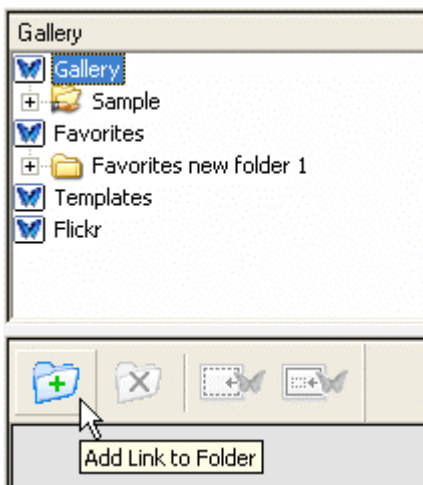 Gallery
Gallery
Sample
Favorites
Favorites new folder 1
Templates
Flickr
Add Link to Folder